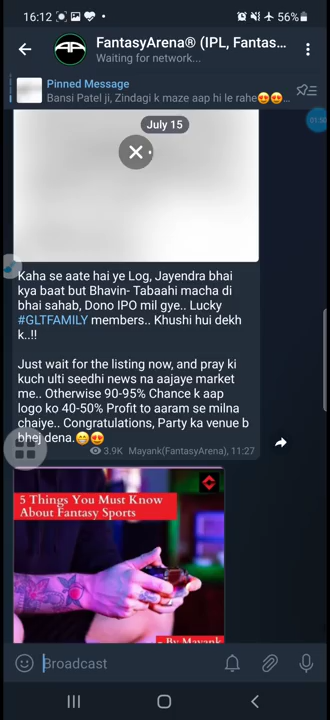 16:12
56%
FantasyArena® (IPL, Fantas...
Waiting for network...
Pinned Message
Bansi Patel ji, Zindagi k maze aap hi le rahe😍😍...
July 15
01:50
Kaha se aate hai ye Log, Jayendra bhai
kya baat but Bhavin- Tabaahi macha di
bhai sahab, Dono IPO mil gye.. Lucky
#GLTFAMILY members.. Khushi hui dekh
k..!!
Just wait for the listing now, and pray ki
kuch ulti seedhi news na aajaye market
me.. Otherwise 90-95% Chance k aap
logo ko 40-50% Profit to aaram se milna
chaiye.. Congratulations, Party ka venue b
bhej dena.😁😍
3.9K Mayank(FantasyArena), 11:27
5 Things You Must Know
About Fantasy Sports
- By Mayank
Broadcast